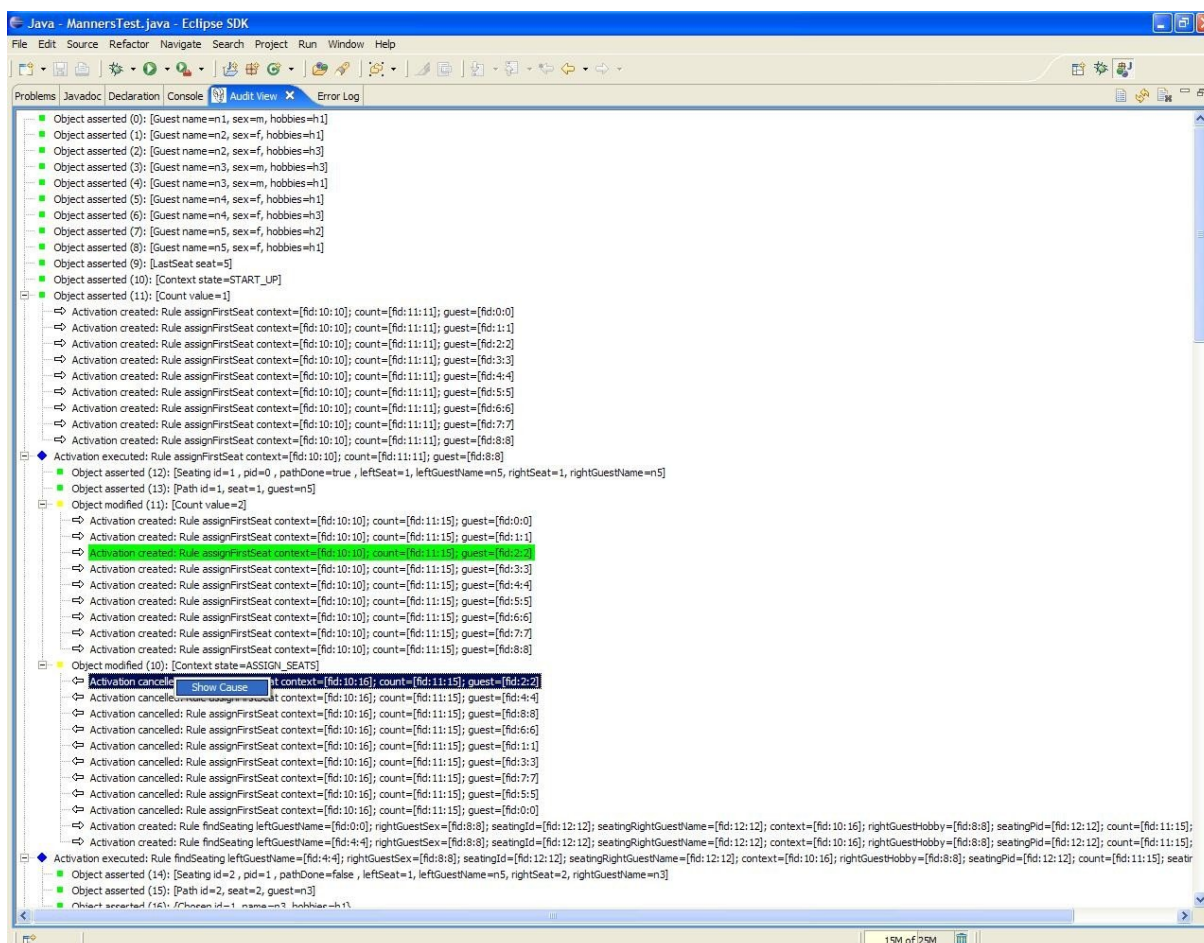 Java - MannersTest.java - Eclipse SDK
File Edit Source Refactor Navigate Search Project Run Window Help
Problems Javadoc Declaration Console Audit View Error Log
Object asserted (0): [Guest name=n1, sex=m, hobbies=h1]
Object asserted (1): [Guest name=n2, sex=f, hobbies=h1]
Object asserted (2): [Guest name=n2, sex=f, hobbies=h3]
Object asserted (3): [Guest name=n3, sex=m, hobbies=h3]
Object asserted (4): [Guest name=n3, sex=m, hobbies=h1]
Object asserted (5): [Guest name=n4, sex=f, hobbies=h1]
Object asserted (6): [Guest name=n4, sex=f, hobbies=h3]
Object asserted (7): [Guest name=n5, sex=f, hobbies=h2]
Object asserted (8): [Guest name=n5, sex=f, hobbies=h1]
Object asserted (9): [LastSeat seat=5]
Object asserted (10): [Context state=START_UP]
Object asserted (11): [Count value=1]
Activation created: Rule assignFirstSeat context=[fid:10:10]; count=[fid:11:11]; guest=[fid:0:0]
Activation created: Rule assignFirstSeat context=[fid:10:10]; count=[fid:11:11]; guest=[fid:1:1]
Activation created: Rule assignFirstSeat context=[fid:10:10]; count=[fid:11:11]; guest=[fid:2:2]
Activation created: Rule assignFirstSeat context=[fid:10:10]; count=[fid:11:11]; guest=[fid:3:3]
Activation created: Rule assignFirstSeat context=[fid:10:10]; count=[fid:11:11]; guest=[fid:4:4]
Activation created: Rule assignFirstSeat context=[fid:10:10]; count=[fid:11:11]; guest=[fid:5:5]
Activation created: Rule assignFirstSeat context=[fid:10:10]; count=[fid:11:11]; guest=[fid:6:6]
Activation created: Rule assignFirstSeat context=[fid:10:10]; count=[fid:11:11]; guest=[fid:7:7]
Activation created: Rule assignFirstSeat context=[fid:10:10]; count=[fid:11:11]; guest=[fid:8:8]
Activation executed: Rule assignFirstSeat context=[fid:10:10]; count=[fid:11:11]; guest=[fid:8:8]
Object asserted (12): [Seating id=1 , pid=0 , pathDone=true , leftSeat=1, leftGuestName=n5, rightSeat=1, rightGuestName=n5]
Object asserted (13): [Path id=1, seat=1, guest=n5]
Object modified (11): [Count value=2]
Activation created: Rule assignFirstSeat context=[fid:10:10]; count=[fid:11:15]; guest=[fid:0:0]
Activation created: Rule assignFirstSeat context=[fid:10:10]; count=[fid:11:15]; guest=[fid:1:1]
Activation created: Rule assignFirstSeat context=[fid:10:10]; count=[fid:11:15]; guest=[fid:2:2]
Activation created: Rule assignFirstSeat context=[fid:10:10]; count=[fid:11:15]; guest=[fid:3:3]
Activation created: Rule assignFirstSeat context=[fid:10:10]; count=[fid:11:15]; guest=[fid:4:4]
Activation created: Rule assignFirstSeat context=[fid:10:10]; count=[fid:11:15]; guest=[fid:5:5]
Activation created: Rule assignFirstSeat context=[fid:10:10]; count=[fid:11:15]; guest=[fid:6:6]
Activation created: Rule assignFirstSeat context=[fid:10:10]; count=[fid:11:15]; guest=[fid:7:7]
Activation created: Rule assignFirstSeat context=[fid:10:10]; count=[fid:11:15]; guest=[fid:8:8]
Object modified (10): [Context state=ASSIGN_SEATS]
Activation cancelle Show Cause at context=[fid:10:16]; count=[fid:11:15]; guest=[fid:2:2]
Activation cancelled: Rule assignFirstSeat context=[fid:10:16]; count=[fid:11:15]; guest=[fid:4:4]
Activation cancelled: Rule assignFirstSeat context=[fid:10:16]; count=[fid:11:15]; guest=[fid:8:8]
Activation cancelled: Rule assignFirstSeat context=[fid:10:16]; count=[fid:11:15]; guest=[fid:6:6]
Activation cancelled: Rule assignFirstSeat context=[fid:10:16]; count=[fid:11:15]; guest=[fid:1:1]
Activation cancelled: Rule assignFirstSeat context=[fid:10:16]; count=[fid:11:15]; guest=[fid:3:3]
Activation cancelled: Rule assignFirstSeat context=[fid:10:16]; count=[fid:11:15]; guest=[fid:7:7]
Activation cancelled: Rule assignFirstSeat context=[fid:10:16]; count=[fid:11:15]; guest=[fid:5:5]
Activation cancelled: Rule assignFirstSeat context=[fid:10:16]; count=[fid:11:15]; guest=[fid:0:0]
Activation created: Rule findSeating leftGuestName=[fid:0:0]; rightGuestSex=[fid:8:8]; seatingId=[fid:12:12]; seatingRightGuestName=[fid:12:12]; context=[fid:10:16]; rightGuestHobby=[fid:8:8]; seatingPid=[fid:12:12]; count=[fid:11:15];
Activation created: Rule findSeating leftGuestName=[fid:4:4]; rightGuestSex=[fid:8:8]; seatingId=[fid:12:12]; seatingRightGuestName=[fid:12:12]; context=[fid:10:16]; rightGuestHobby=[fid:8:8]; seatingPid=[fid:12:12]; count=[fid:11:15];
Activation executed: Rule findSeating leftGuestName=[fid:4:4]; rightGuestSex=[fid:8:8]; seatingId=[fid:12:12]; seatingRightGuestName=[fid:12:12]; context=[fid:10:16]; rightGuestHobby=[fid:8:8]; seatingPid=[fid:12:12]; count=[fid:11:15]; seatir
Object asserted (14): [Seating id=2 , pid=1 , pathDone=false , leftSeat=1, leftGuestName=n5, rightSeat=2, rightGuestName=n3]
Object asserted (15): [Path id=2, seat=2, guest=n3]
Object asserted (16): {Chosen id=1, name=n3, hobbies=h1}
15M of 25M